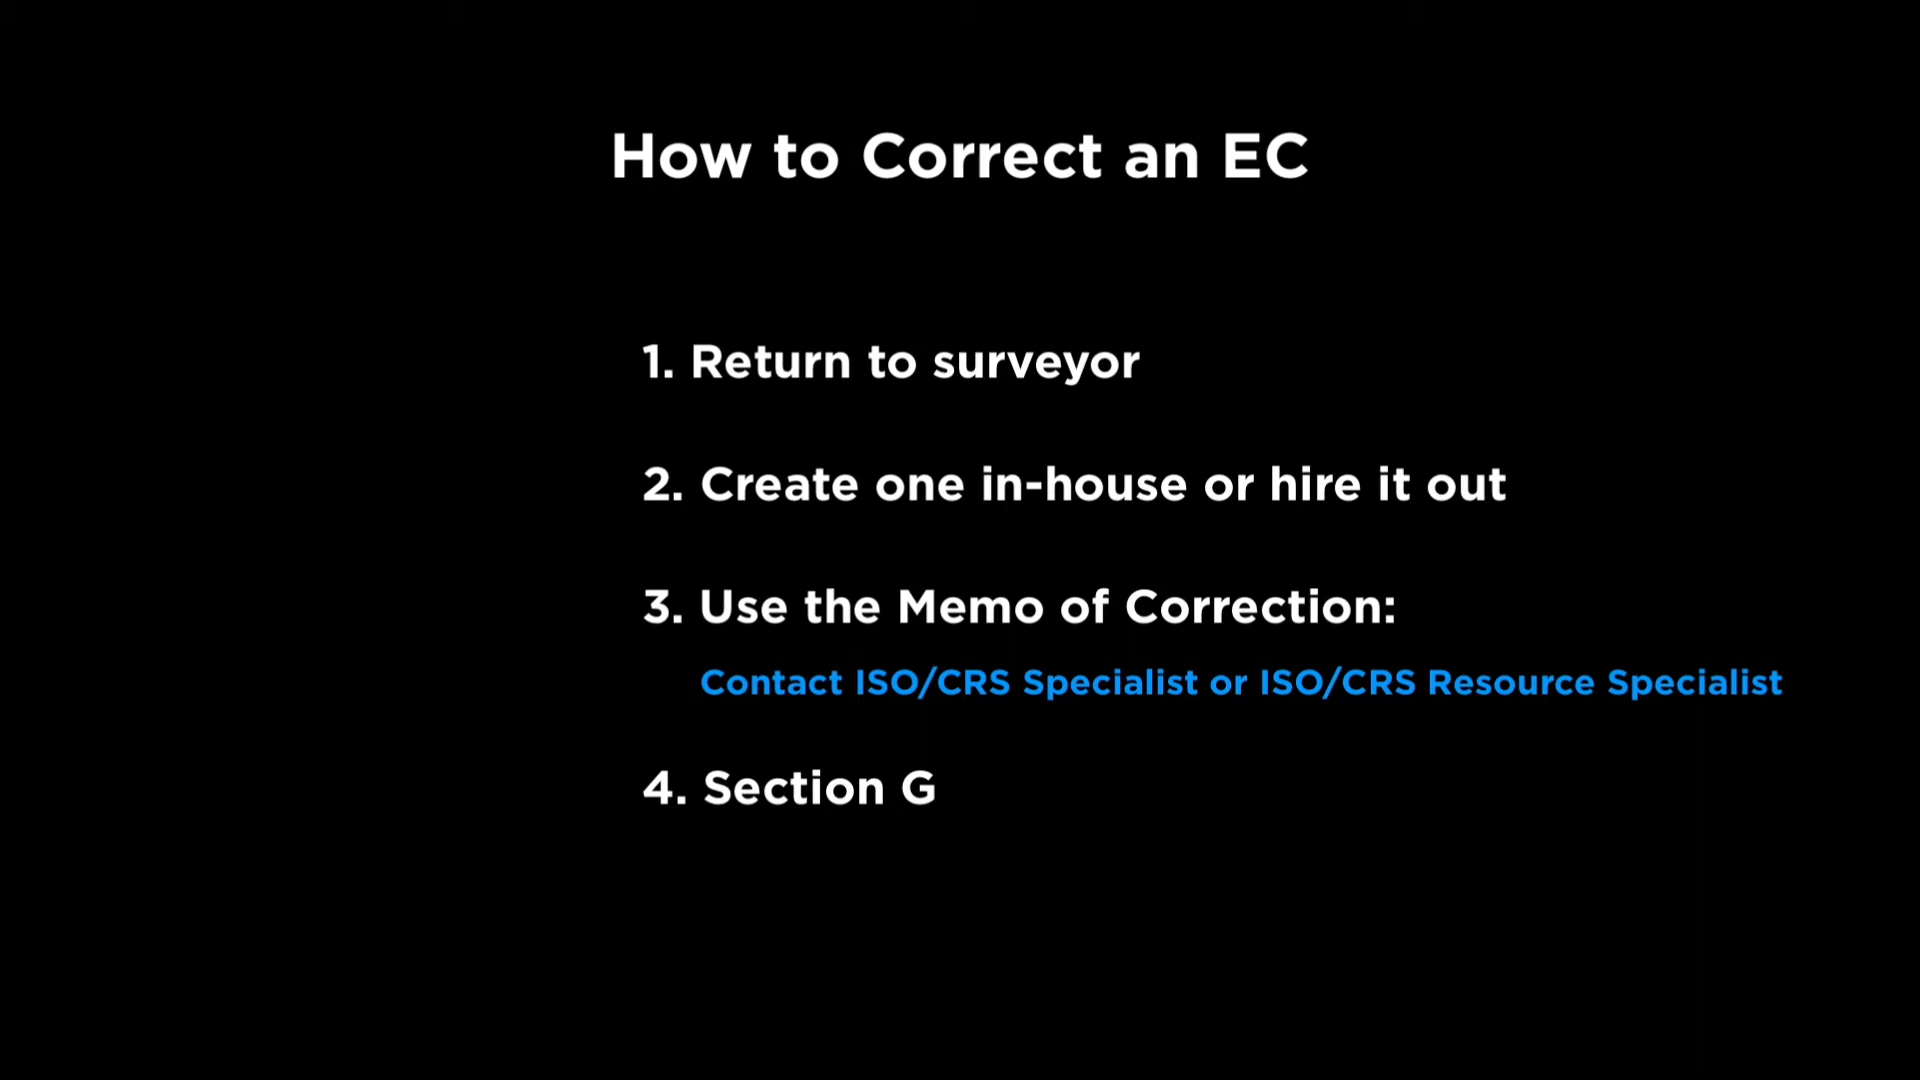 How to Correct an EC
1. Return to surveyor
2. Create one in-house or hire it out
3. Use the Memo of Correction:
Contact ISO/CRS Specialist or ISO/CRS Resource Specialist
4. Section G